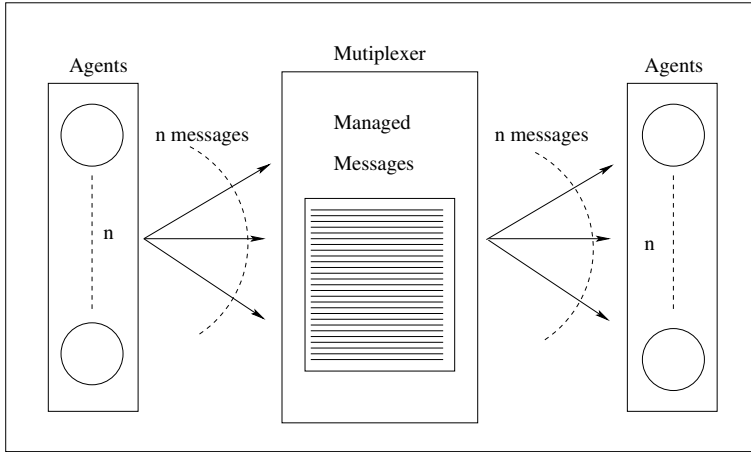 Mutiplexer
Agents
Agents
Managed
n messages
n messages
Messages
n
n